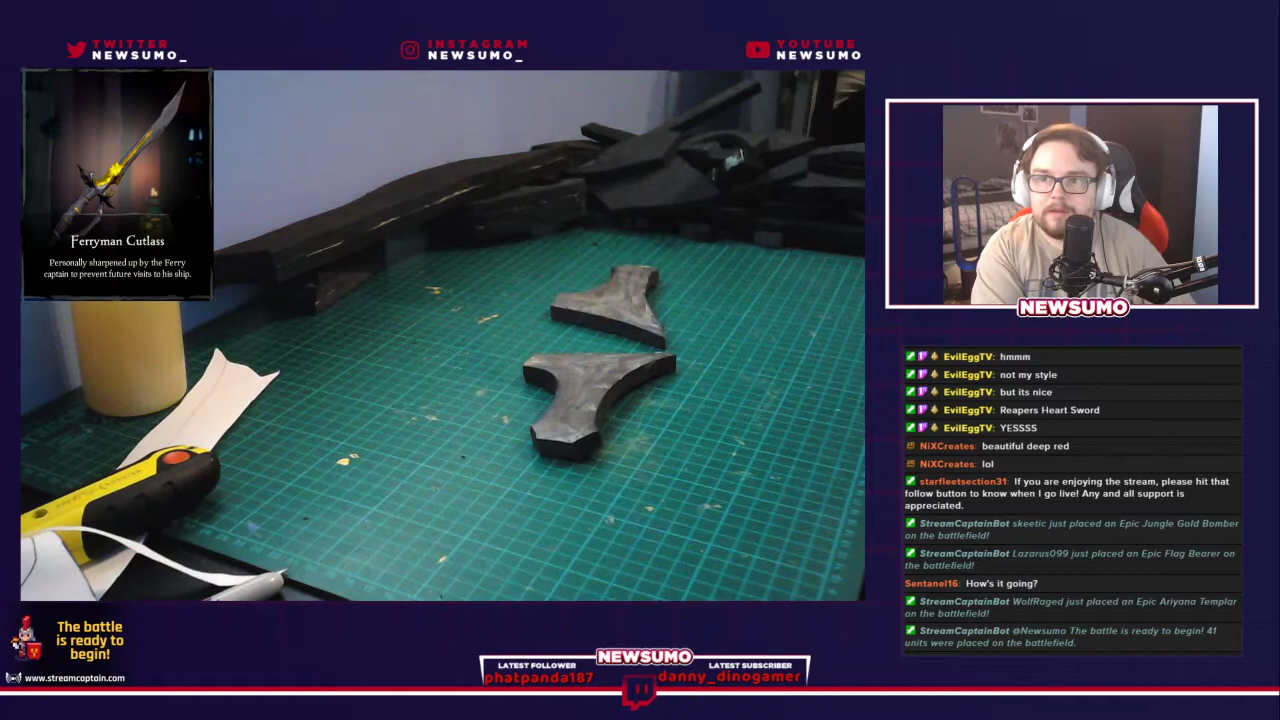 TWITTER
NEWSUMO_
INSTAGRAM
NEWSUMO_
YOUTUBE
NEWSUMO
Ferryman Cutlass
Personally sharpened up by the Ferry
captain to prevent future visits to his ship.
NEWSUMO
EvilEggTV: hmmm
EvilEggTV: not my style
EvilEggTV: but its nice
EvilEggTV: Reapers Heart Sword
EvilEggTV: YESSSS
NiXCreates: beautiful deep red
NiXCreates: lol
starfleetsection31: If you are enjoying the stream, please hit that
follow button to know when I go live! Any and all support is
appreciated.
StreamCaptainBot skeetic just placed an Epic Jungle Gold Bomber
on the battlefield!
StreamCaptainBot Lazarus099 just placed an Epic Flag Bearer on
the battlefield!
Sentanel16: How's it going?
StreamCaptainBot WolfRaged just placed an Epic Ariyana Templar
on the battlefield!
StreamCaptainBot @Newsumo The battle is ready to begin! 41
units were placed on the battlefield.
The battle
is ready to
begin!
www.streamcaptain.com
NEWSUMO
LATEST FOLLOWER
phatpanda187
LATEST SUBSCRIBER
danny_dinogamer